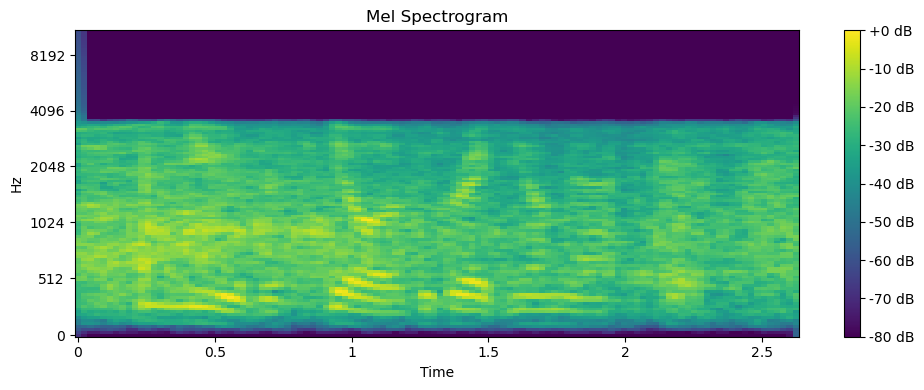 Mel Spectrogram
Hz
8192
4096
2048
1024
512
0
0
0.5
1
1.5
2
2.5
Time
+0 dB
-10 dB
-20 dB
-30 dB
-40 dB
-50 dB
-60 dB
-70 dB
-80 dB